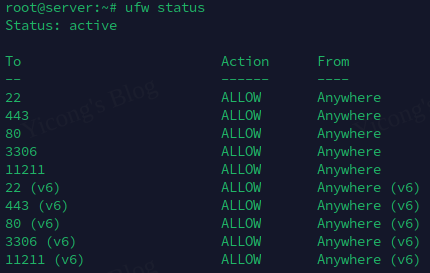 root@server:~# ufw status
Status: active
To Action From
-- ------ ----
22 ALLOW Anywhere
443 ALLOW Anywhere
80 ALLOW Anywhere
3306 ALLOW Anywhere
11211 ALLOW Anywhere
22 (v6) ALLOW Anywhere (v6)
443 (v6) ALLOW Anywhere (v6)
80 (v6) ALLOW Anywhere (v6)
3306 (v6) ALLOW Anywhere (v6)
11211 (v6) ALLOW Anywhere (v6)
Yicong's Blog